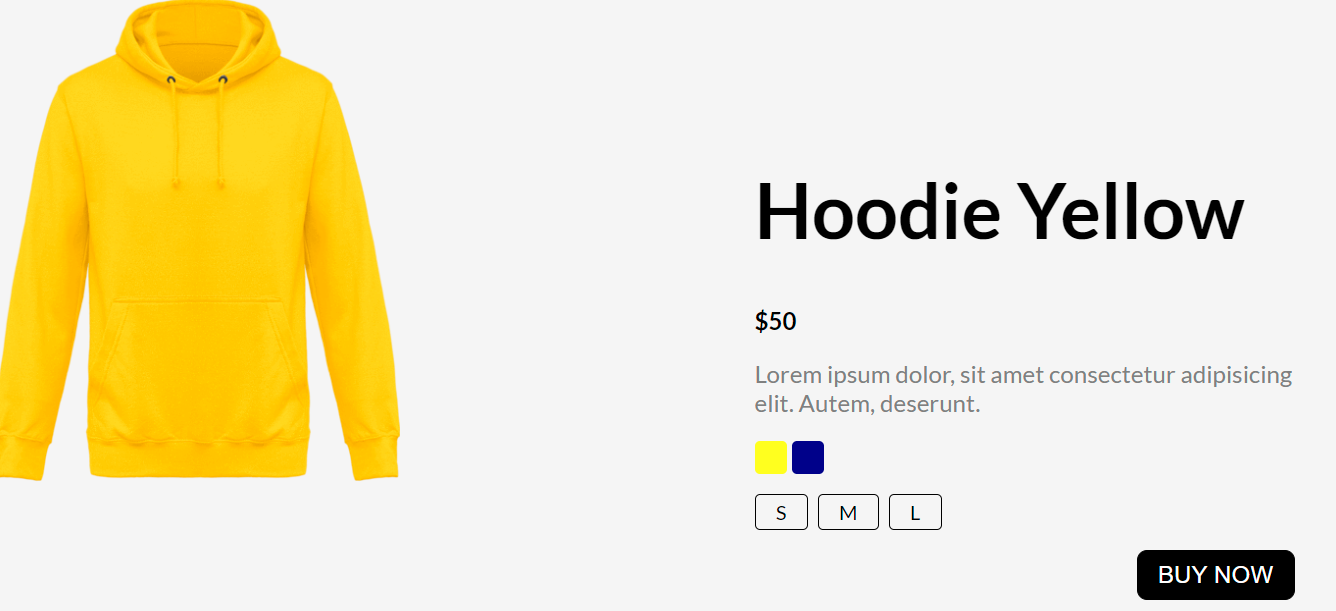 Hoodie Yellow
$50
Lorem ipsum dolor, sit amet consectetur adipisicing
elit. Autem, deserunt.
S M L
BUY NOW